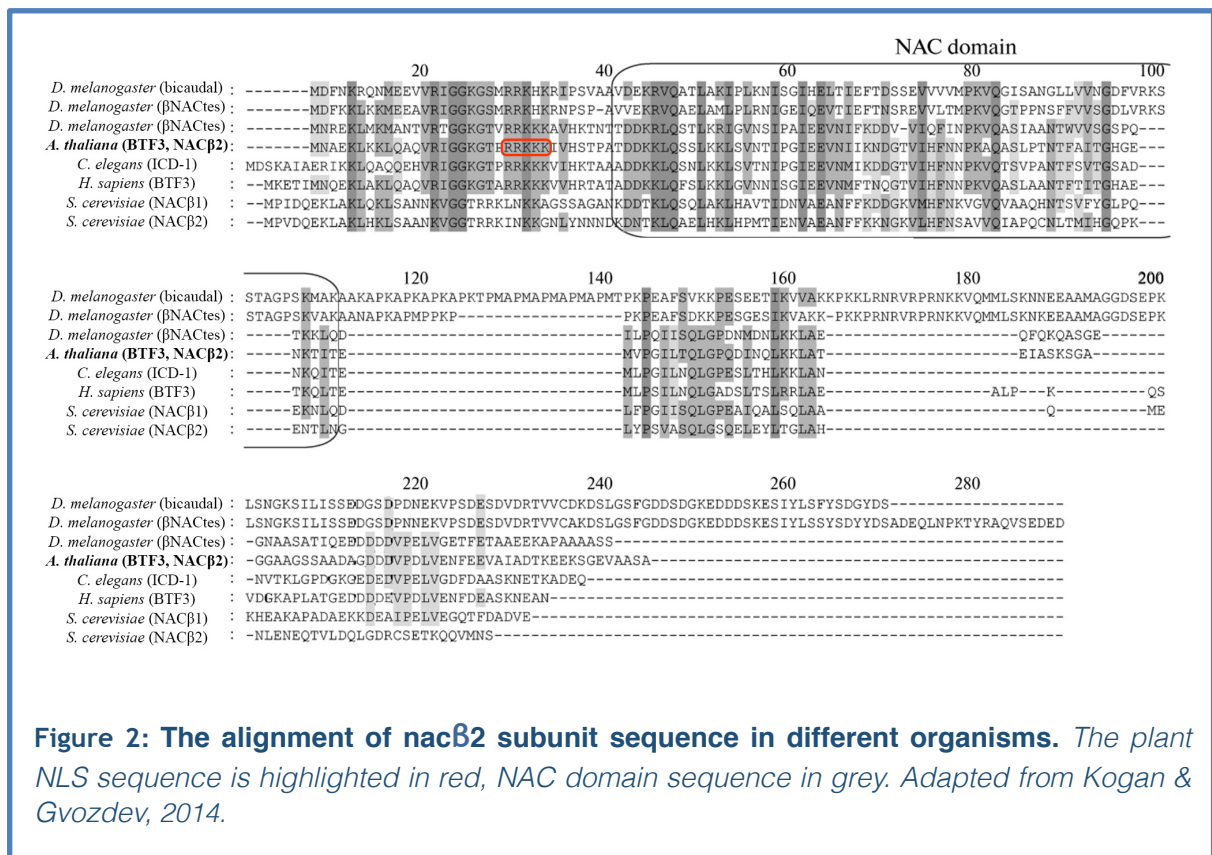 NAC domain
20 40 60 80 100
D. melanogaster (bicaudal) : -------MDFNKRQNMEEVVRIGGKGSMRRKHKRIPSVAAVDEKRVQATLAKIPLKNISGIHELTIEFTDSSEVVVVMPKVQGISANGLLVVNGDFVRKS
D. melanogaster (βNACtes) : -------MDFKKLKQMEEAVRIGGKGSMRRKHKRNPSP-AVVEKRVQAELAMLPLRNIGEIQEVTIEFTNSREVVLTMPKVQGTPPNSFFVVSGDLVRKS
D. melanogaster (βNACtes) : -------MNREKLMKMANTVRTGGKGTVRRKKKAVHKTNTTDDKRLQSTLKRIGVNSIPAIEEVNIFKDDV-VIQFINPKVQASIAANTWVVSGSPQ---
A. thaliana (BTF3, NACβ2) : -------MNAEKLKKLQAQVRIGGKGTVRRKKKIVHSTPATDDKKLQSSLKKLSVNTIPGIEEVNIFKNDGTVIHFNNPKAQASLPTNTFAITGHGE---
C. elegans (ICD-1) : MDSKAIAERIKKLQAQQEHVRIGGKGTPRRKKKVIHKTAAADDKKLQSNLKKLSVTNIPGIEEVNMIKDDGTVIHFNNPKVQTSVPANTFSVTGSAD---
H. sapiens (BTF3) : --MKETIMNQEKLAKLQAQVRIGGKGTARRKKKVVHRTATADDKKLQFSLKKLGVNNISGIEEVNMFTNQGTVIHFNNPKVQASLAANTFTITGHAE---
S. cerevisiae (NACβ1) : --MPIDQEKLAKLQKLSANNKVGGTRRKLNKKAGSSAGANKDDTKLQSQLAKLHAVTIDNVAEANFFKDDGKVMHFNKVGVQVAAQHNTSVFYGLPQ---
S. cerevisiae (NACβ2) : --MPVDQEKLAKLHKLSAANKVGGTRRKINKKGNLYNNNDKDNTKLQAELHKLHPMTIENVAEANFFKKNGKVLHFNSAVVQIAPQCNLTMIHGQPK---
120 140 160 180 200
D. melanogaster (bicaudal) : STAGPSKMAKAAKAPKAPKAPKAPKTPMAPMAPMAPMAPMTPKPEAFSVKKPESEETIKVVAKKPKKLRNRVRPRNKKVQMMLSKNNEEAAMAGGDSEPK
D. melanogaster (βNACtes) : STAGPSKVAKAANAPKAPMPPKP------------------PKPEAFSDKKPESGESIKVAKK-PKKPRNRVRPRNKKVQMMLSKNNEEAAMAGGDSEPK
D. melanogaster (βNACtes) : -----TKKLQD------------------------------ILPQIISQLGPDNMDNLKKLAE---------------------QFQKQASGE-------
A. thaliana (BTF3, NACβ2) : -----NKTITE------------------------------MVPGILTQLGPQDINQLKKLAT---------------------EIASKSGA--------
C. elegans (ICD-1) : -----NKQITE------------------------------MLPGILNQLGPESLTHLKKLAN-------------------------------------
H. sapiens (BTF3) : -----TKQLTE------------------------------MLPSILNQLGADSLTSLRRLAE------------------ALP---K----------QS
S. cerevisiae (NACβ1) : -----EKNLQD------------------------------LFPGIISQLGPEAIQALSQLAA------------------------Q----------ME
S. cerevisiae (NACβ2) : -----ENTLNG------------------------------LYPSVASQLGSQELEYLTGLAH-------------------------------------
220 240 260 280
D. melanogaster (bicaudal) : LSNGKSILISSEDGSDPDNEKVPSDESDVDRTVVCDKDSLGSFGDDSDGKEDDDSKESIYLSFYSDGYDS-------------------
D. melanogaster (βNACtes) : LSNGKSILISSEDGSDPNNEKVPSDESDVDRTVVCAKDSLGSFGDDSDGKEDDDSKESIYLSSYSDYYDSADEQLNPKTYRAQVSEDED
D. melanogaster (βNACtes) : -GNAASATIQEEDDDDVPELVGETFETAAEEKAPAAAASS-------------------------------------------------
A. thaliana (BTF3, NACβ2) : -GGAAGSSAADAGDDDVPDLVENFEEVAIADTKEEKSGEVAASA---------------------------------------------
C. elegans (ICD-1) : -NVTKLGPDGKQEDEDVPELVGDFDAASKNETKADEQ----------------------------------------------------
H. sapiens (BTF3) : VDGKAPLATGEDDDDEVPDLVENFDEASKNEAN--------------------------------------------------------
S. cerevisiae (NACβ1) : KHEAKAPADAEKKDEAIPELVEGQTFDADVE----------------------------------------------------------
S. cerevisiae (NACβ2) : -NLENEQTVLDQLGDRCSETKQQVMNS--------------------------------------------------------------
Figure 2: The alignment of nacß2 subunit sequence in different organisms. The plant
NLS sequence is highlighted in red, NAC domain sequence in grey. Adapted from Kogan &
Gvozdev, 2014.